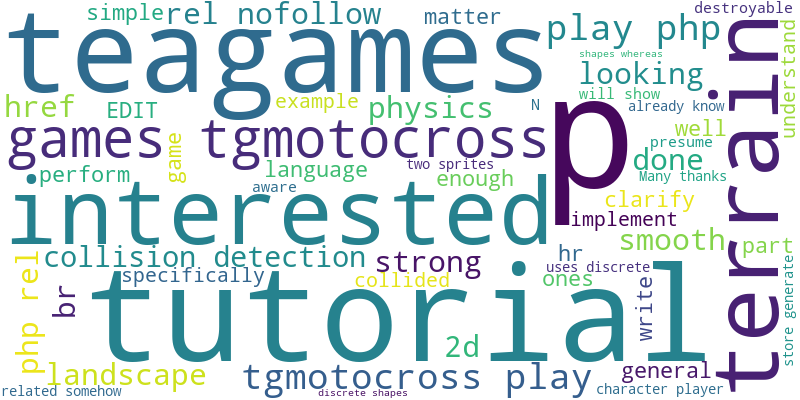 simple
rel nofollow
matter
destroyable
teagames
play php
shapes whereas
looking
understand
href
EDIT
example
physics
will show
N
already know
p
terrain
games
tgmotocross
game
well
presume
done
two sprites
language
perform
enough
Many thanks
aware
interested
clarify
implement
smooth
part
collision detection
strong
hr
specifically
collided
uses discrete
ones
php rel
br
tutorial
write
store generate
2d
landscape
tgmotocross play
general
related somehow
discrete shapes
character player